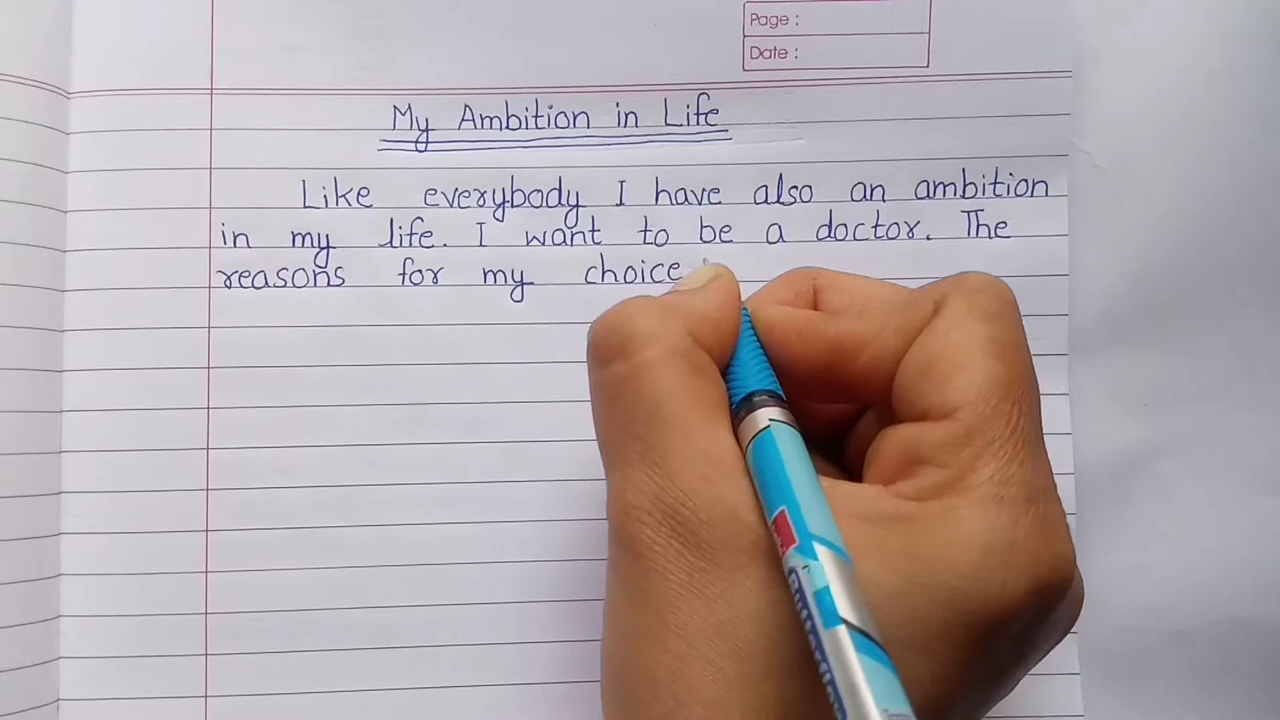 Page :
Date :
My Ambition in Life
Like everybody I have also an ambition
in my life. I want to be a doctor. The
reasons for my choice
Butterflow